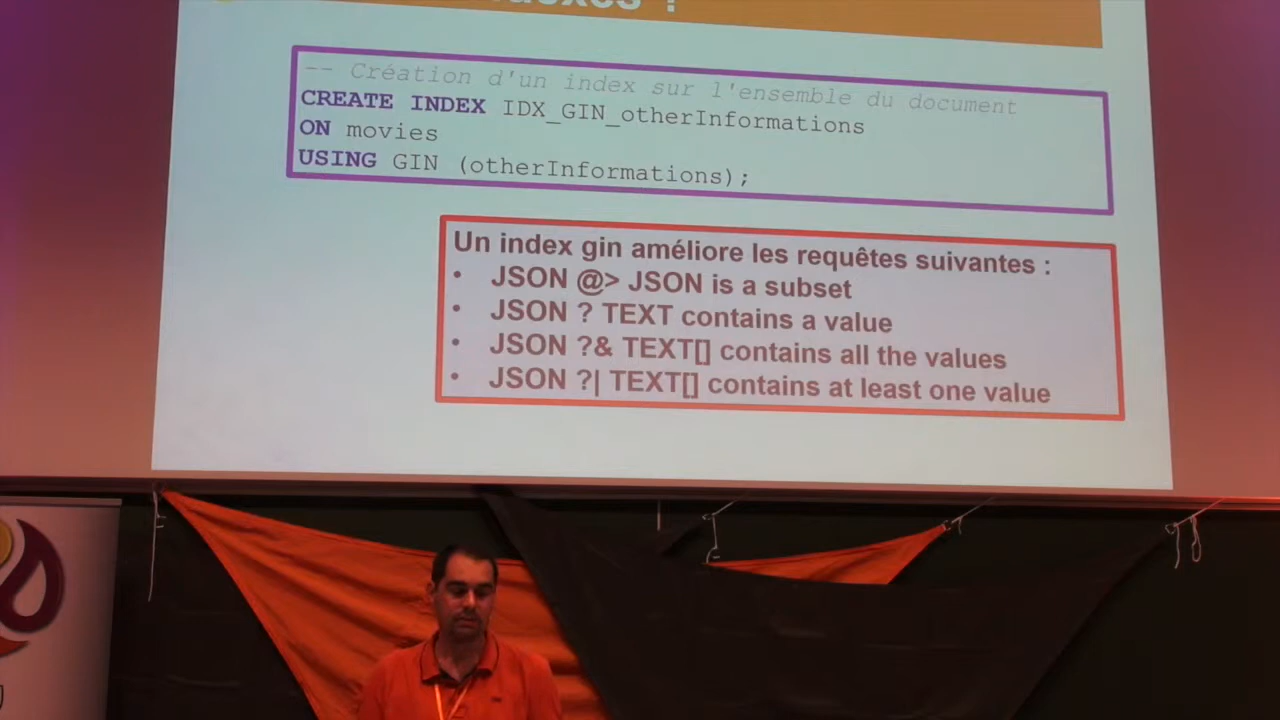 -- Création d'un index sur l'ensemble du document
CREATE INDEX IDX_GIN_otherInformations
ON movies
USING GIN (otherInformations);
Un index gin améliore les requêtes suivantes :
• JSON @> JSON is a subset
• JSON ? TEXT contains a value
• JSON ?& TEXT[] contains all the values
• JSON ?| TEXT[] contains at least one value